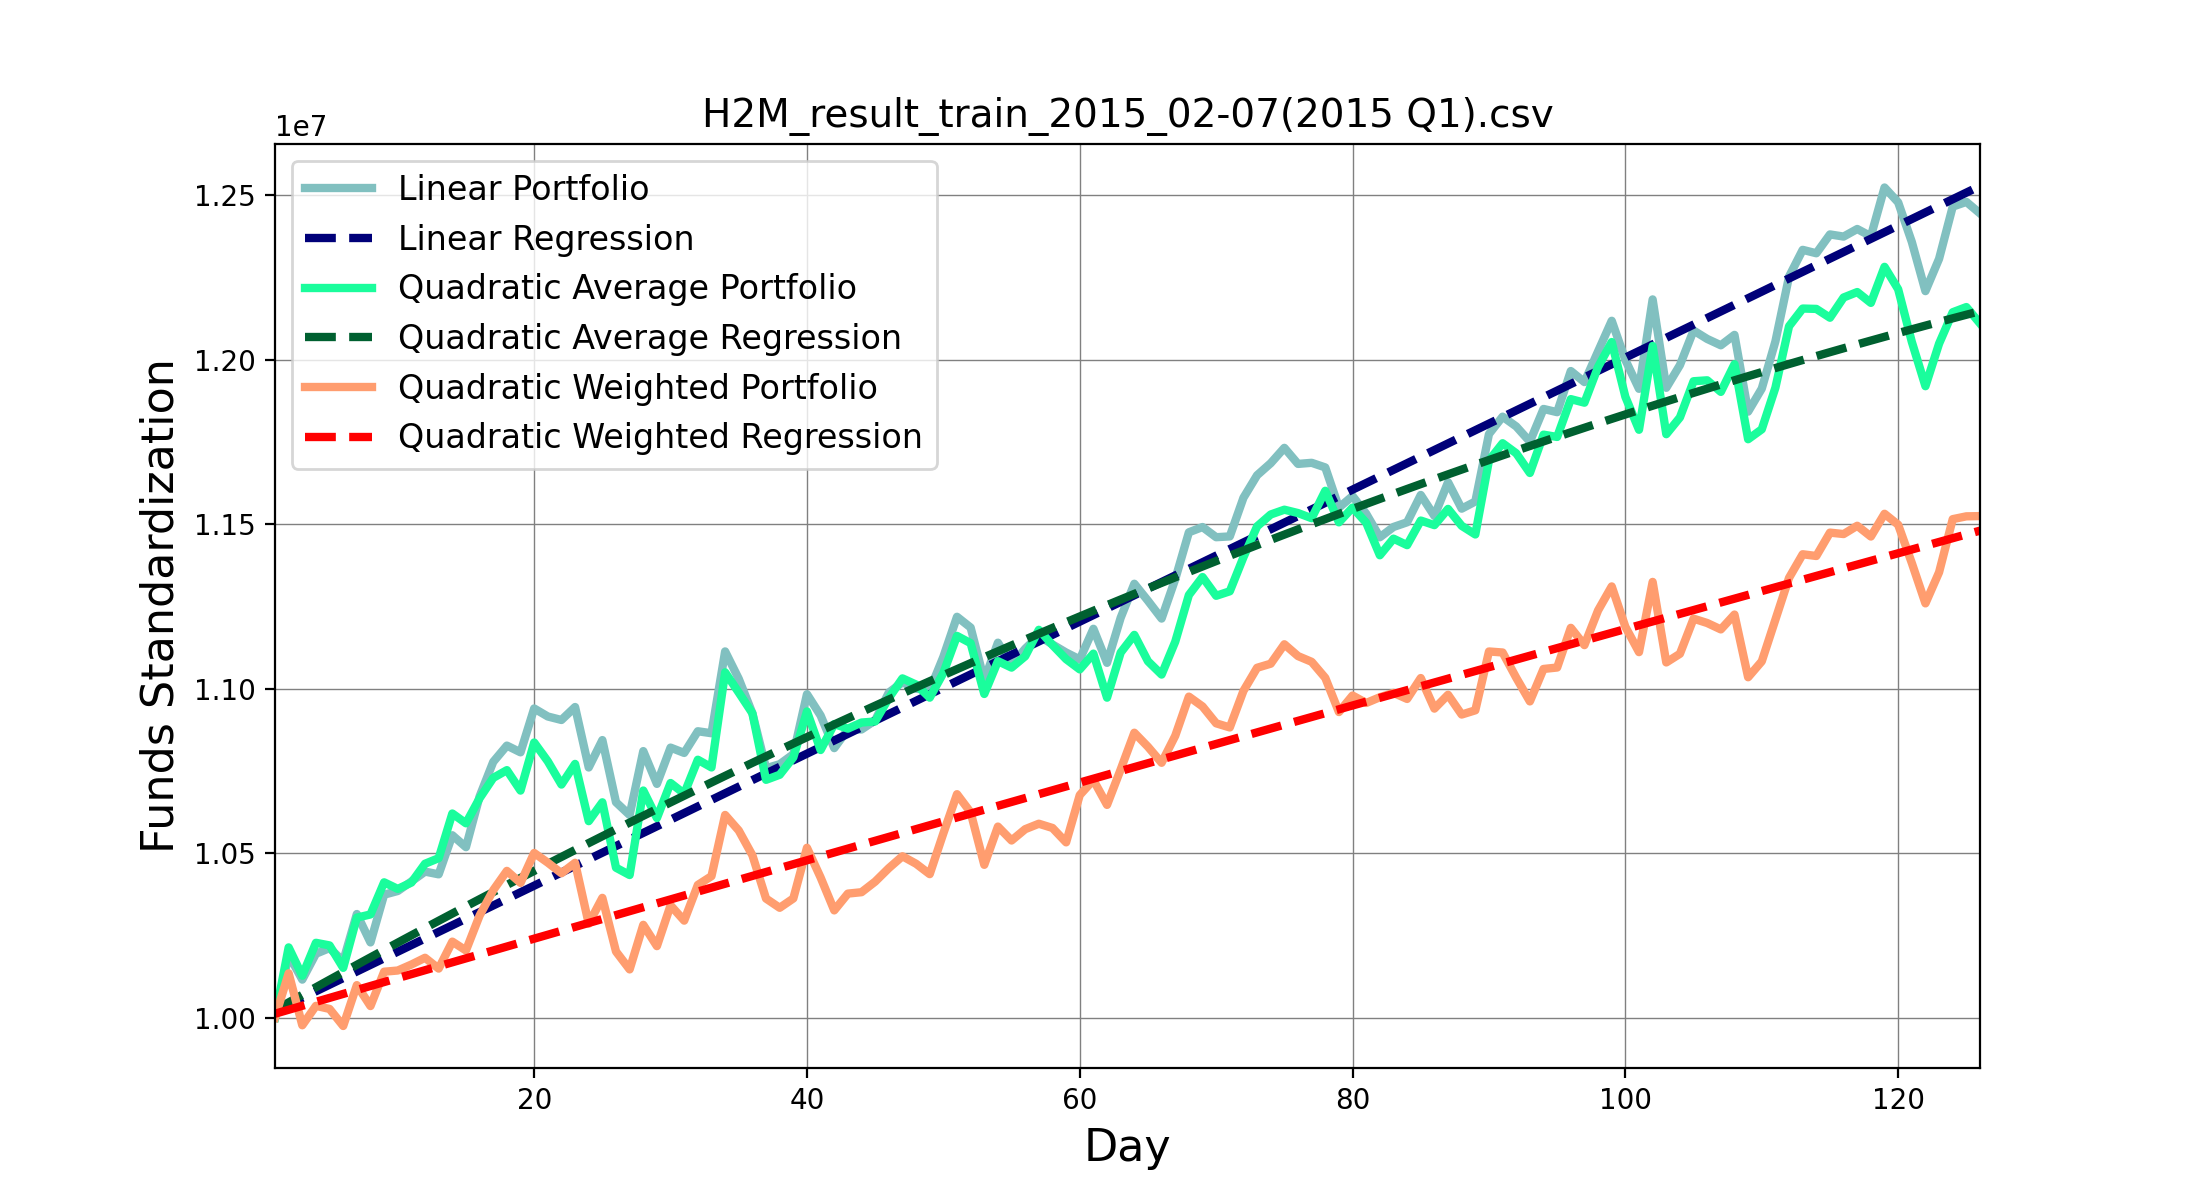 H2M_result_train_2015_02-07(2015 Q1).csv
1e7
Linear Portfolio
Linear Regression
Quadratic Average Portfolio
Quadratic Average Regression
Quadratic Weighted Portfolio
Quadratic Weighted Regression
Funds Standardization
1.25
1.20
1.15
1.10
1.05
1.00
20 40 60 80 100 120
Day